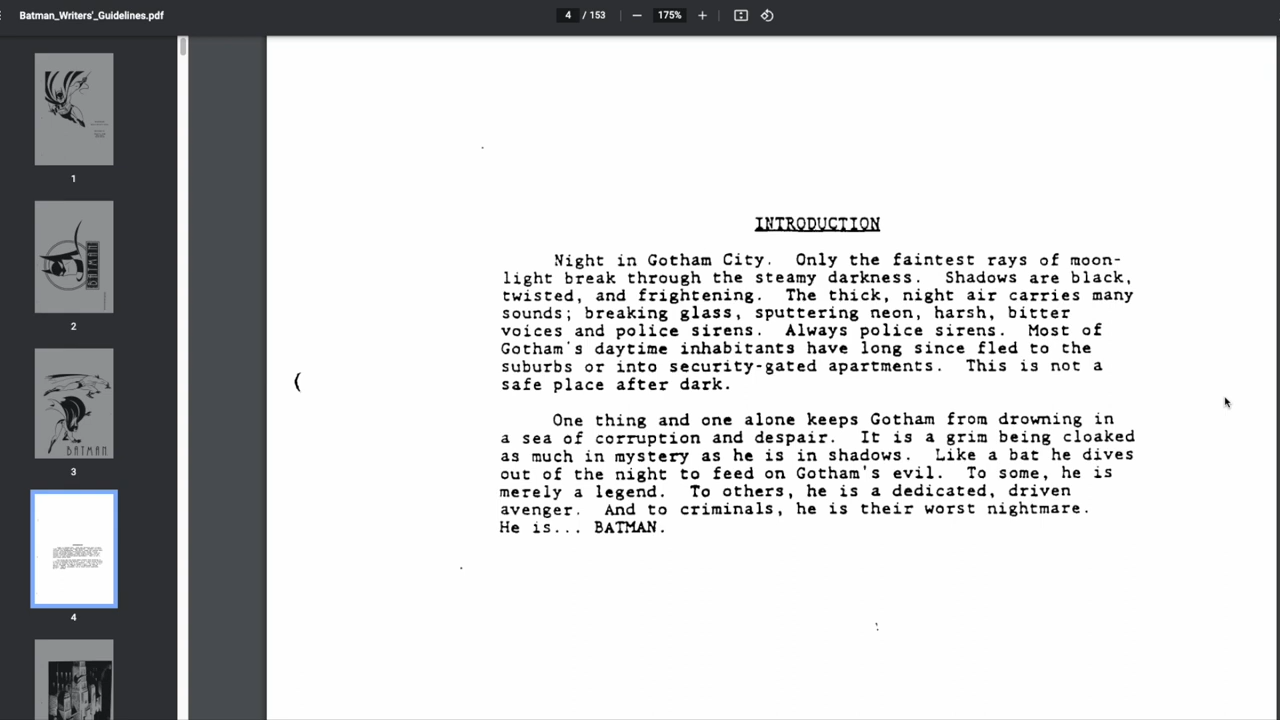 Batman_Writers'_Guidelines.pdf
4 / 153
175%
1
2
BATMAN
3
BATMAN
4
INTRODUCTION
Night in Gotham City. Only the faintest rays of moon-
light break through the steamy darkness. Shadows are black,
twisted, and frightening. The thick, night air carries many
sounds; breaking glass, sputtering neon, harsh, bitter
voices and police sirens. Always police sirens. Most of
Gotham's daytime inhabitants have long since fled to the
suburbs or into security-gated apartments. This is not a
safe place after dark.
One thing and one alone keeps Gotham from drowning in
a sea of corruption and despair. It is a grim being cloaked
as much in mystery as he is in shadows. Like a bat he dives
out of the night to feed on Gotham's evil. To some, he is
merely a legend. To others, he is a dedicated, driven
avenger. And to criminals, he is their worst nightmare.
He is... BATMAN.